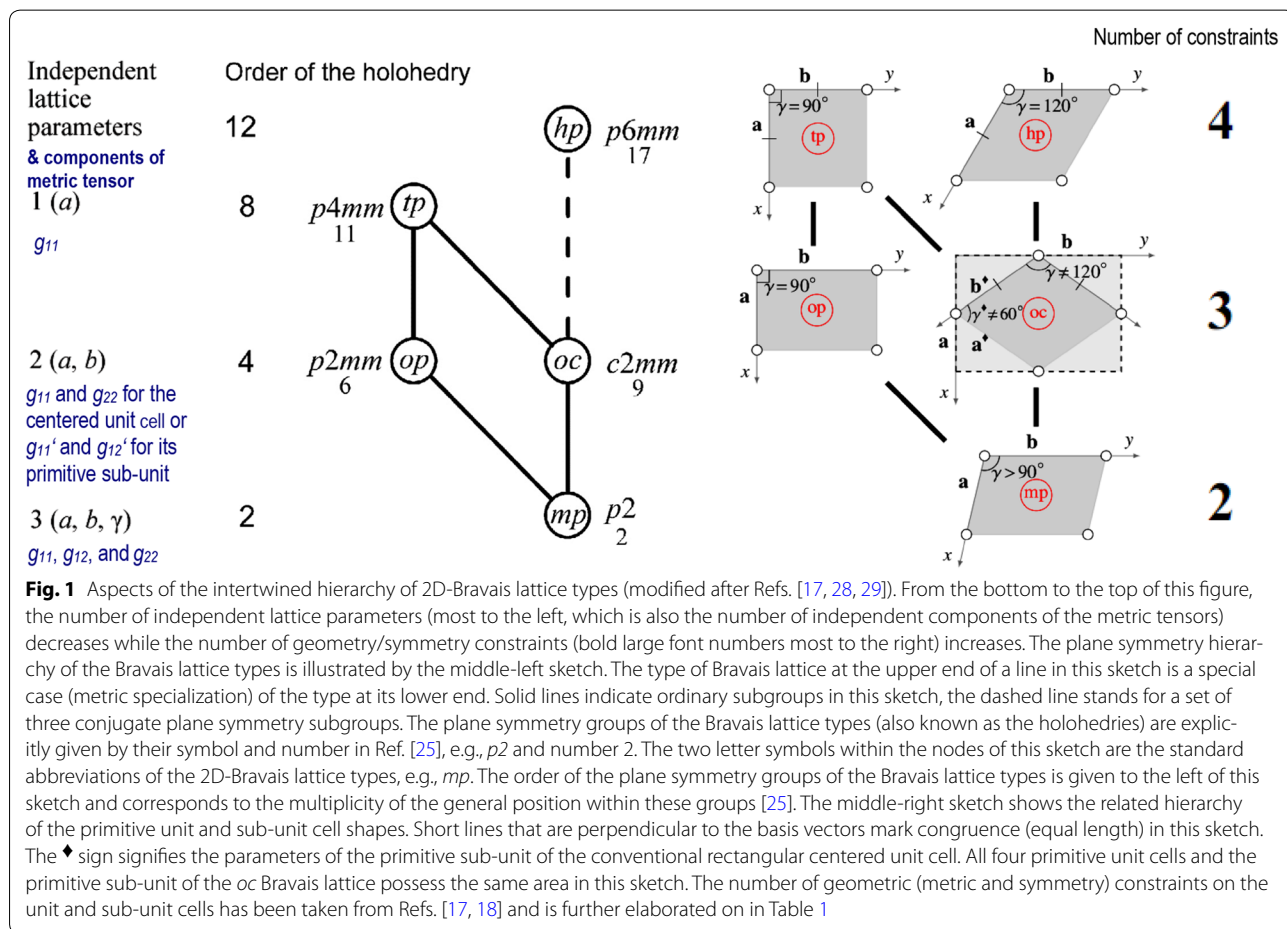 Number of constraints
Independent
lattice
parameters
& components of
metric tensor
1 (a)
g11
2 (a, b)
g11 and g22 for the
centered unit cell or
g11‘ and g12‘ for its
primitive sub-unit
3 (a, b, γ)
g11, g12, and g22
Order of the holohedry
12
8
4
2
hp p6mm
17
p4mm tp
11
p2mm op
6
oc c2mm
9
mp p2
2
b y
γ = 90°
a tp
x
b y
γ = 120°
a hp
x
4
b y
γ = 90°
a op
x
b y
γ ≠ 120°
b♦
γ♦ ≠ 60° oc
a a♦
x
3
b y
γ > 90°
a mp
x
2
Fig. 1 Aspects of the intertwined hierarchy of 2D-Bravais lattice types (modified after Refs. [17, 28, 29]). From the bottom to the top of this figure,
the number of independent lattice parameters (most to the left, which is also the number of independent components of the metric tensors)
decreases while the number of geometry/symmetry constraints (bold large font numbers most to the right) increases. The plane symmetry hierar-
chy of the Bravais lattice types is illustrated by the middle-left sketch. The type of Bravais lattice at the upper end of a line in this sketch is a special
case (metric specialization) of the type at its lower end. Solid lines indicate ordinary subgroups in this sketch, the dashed line stands for a set of
three conjugate plane symmetry subgroups. The plane symmetry groups of the Bravais lattice types (also known as the holohedries) are explic-
itly given by their symbol and number in Ref. [25], e.g., p2 and number 2. The two letter symbols within the nodes of this sketch are the standard
abbreviations of the 2D-Bravais lattice types, e.g., mp. The order of the plane symmetry groups of the Bravais lattice types is given to the left of this
sketch and corresponds to the multiplicity of the general position within these groups [25]. The middle-right sketch shows the related hierarchy
of the primitive unit and sub-unit cell shapes. Short lines that are perpendicular to the basis vectors mark congruence (equal length) in this sketch.
The ♦ sign signifies the parameters of the primitive sub-unit of the conventional rectangular centered unit cell. All four primitive unit cells and the
primitive sub-unit of the oc Bravais lattice possess the same area in this sketch. The number of geometric (metric and symmetry) constraints on the
unit and sub-unit cells has been taken from Refs. [17, 18] and is further elaborated on in Table 1